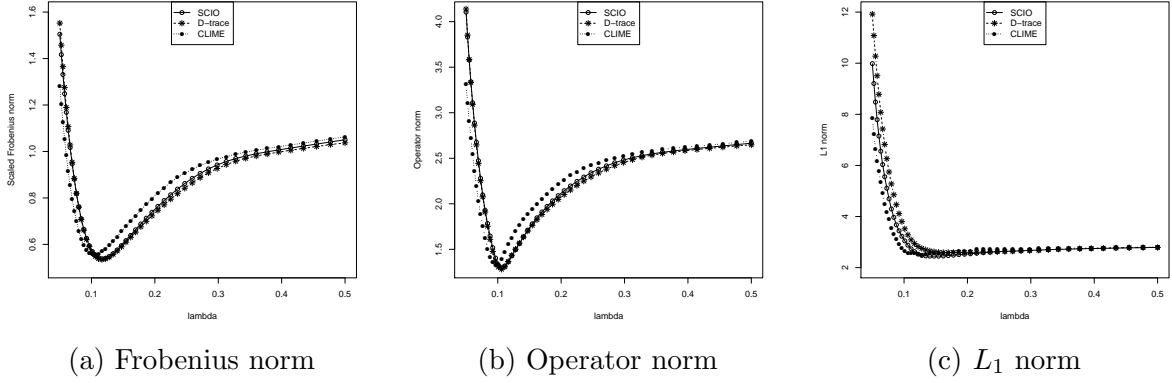 SCIO
D−trace
CLIME
Scaled Frobenius norm
1.6
1.4
1.2
1.0
0.8
0.6
0.1 0.2 0.3 0.4 0.5
lambda
(a) Frobenius norm
SCIO
D−trace
CLIME
Operator norm
4.0
3.5
3.0
2.5
2.0
1.5
0.1 0.2 0.3 0.4 0.5
lambda
(b) Operator norm
SCIO
D−trace
CLIME
L1 norm
12
10
8
6
4
2
0.1 0.2 0.3 0.4 0.5
lambda
(c) L₁ norm